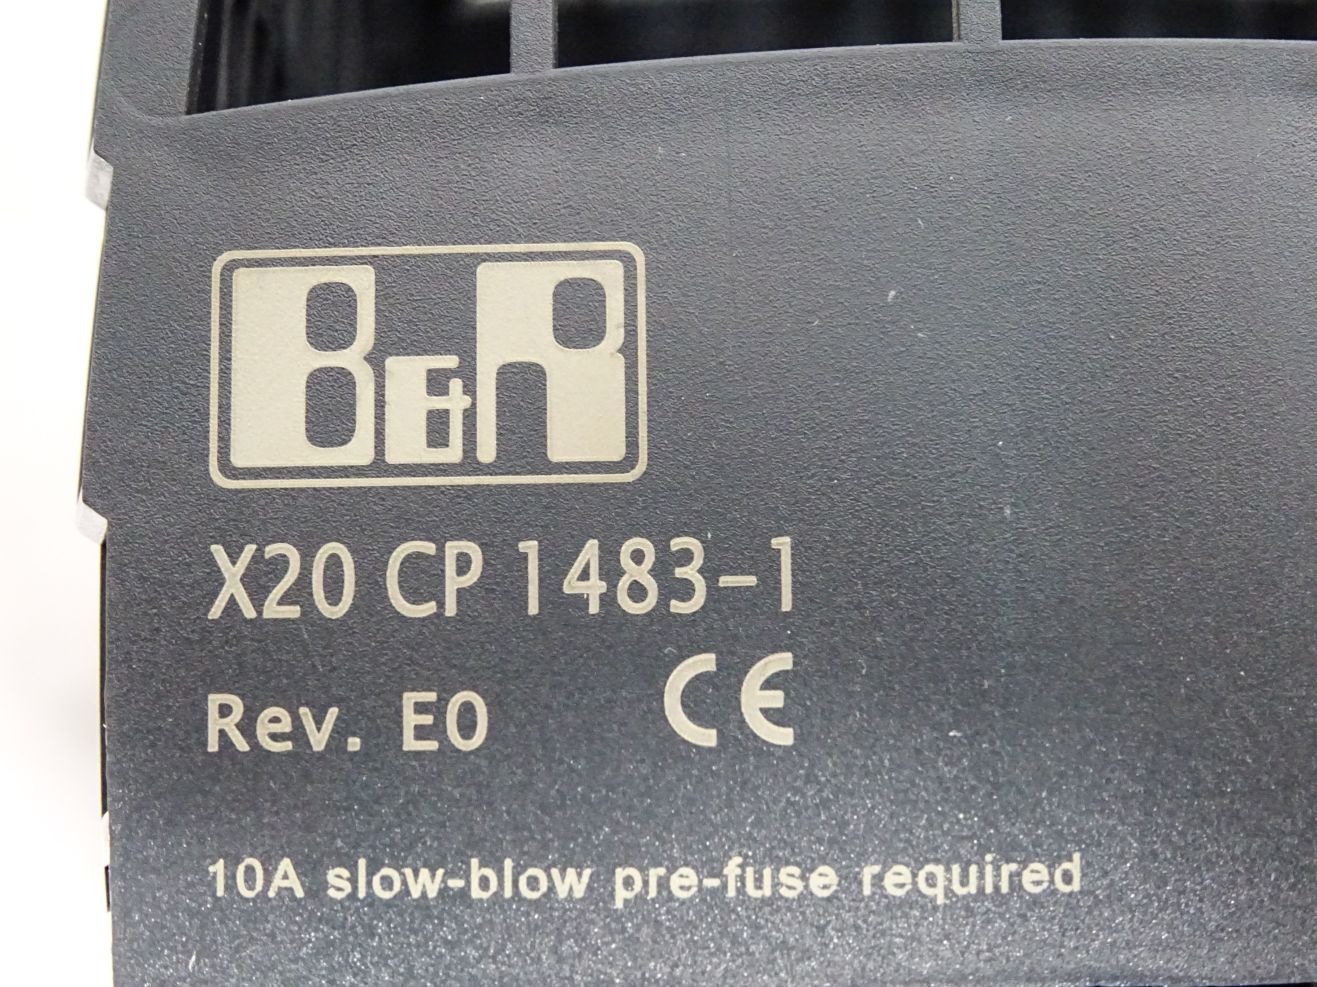 B&R
X20 CP 1483-1
Rev. E0 CE
10A slow-blow pre-fuse required